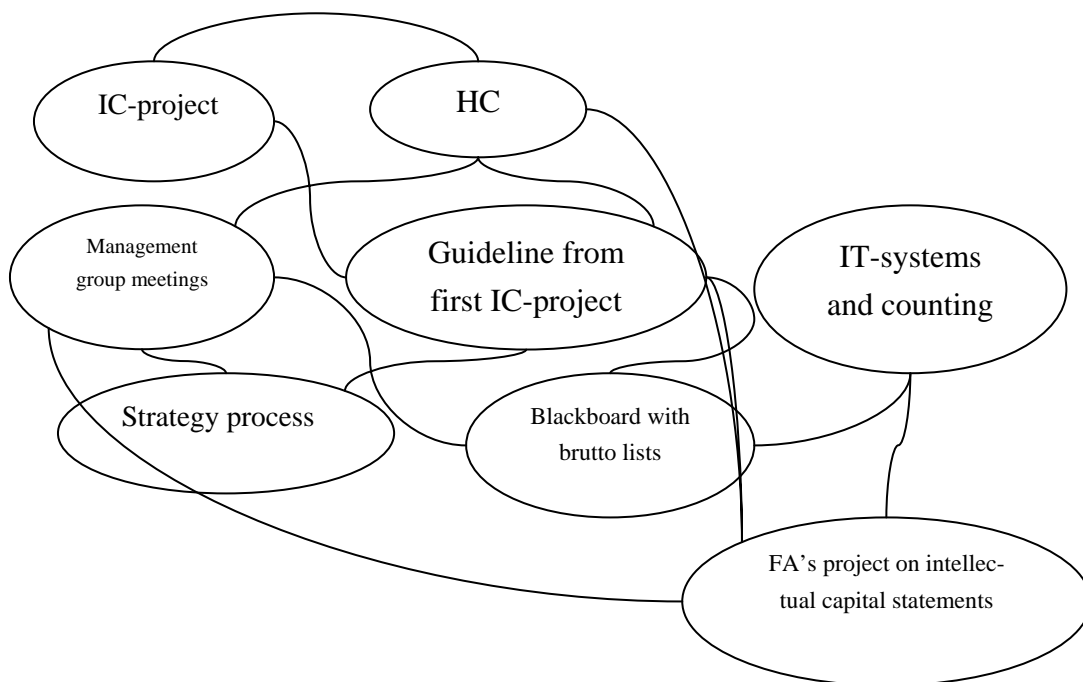 IC-project
HC
Management
group meetings
Guideline from
first IC-project
IT-systems
and counting
Strategy process
Blackboard with
brutto lists
FA's project on intellec-
tual capital statements